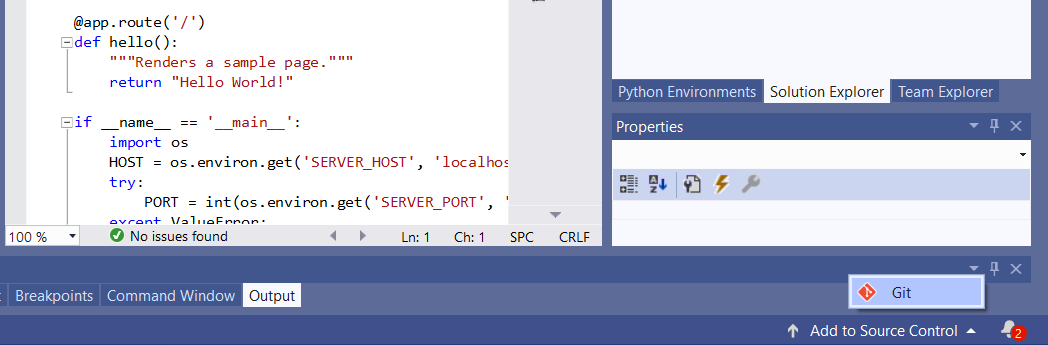 @app.route('/')
def hello():
"""Renders a sample page."""
return "Hello World!"
if __name__ == '__main__':
import os
HOST = os.environ.get('SERVER_HOST', 'localhos
try:
PORT = int(os.environ.get('SERVER_PORT', '
except ValueError:
100 % No issues found Ln: 1 Ch: 1 SPC CRLF
Python Environments Solution Explorer Team Explorer
Properties
Breakpoints Command Window Output
Git
Add to Source Control 2